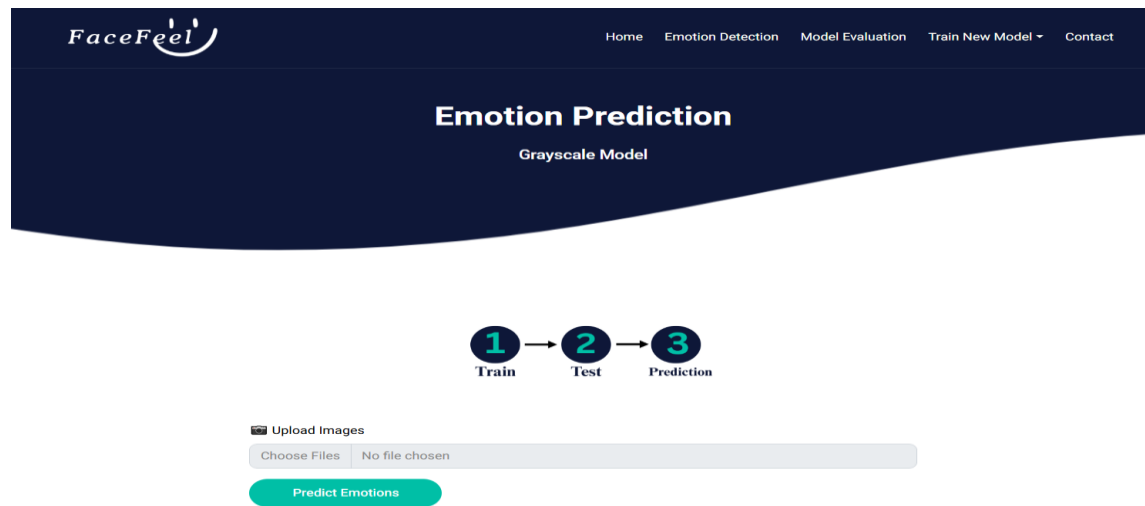 FaceFeel
Home Emotion Detection Model Evaluation Train New Model Contact
Emotion Prediction
Grayscale Model
1 2 3
Train Test Prediction
Upload Images
Choose Files No file chosen
Predict Emotions